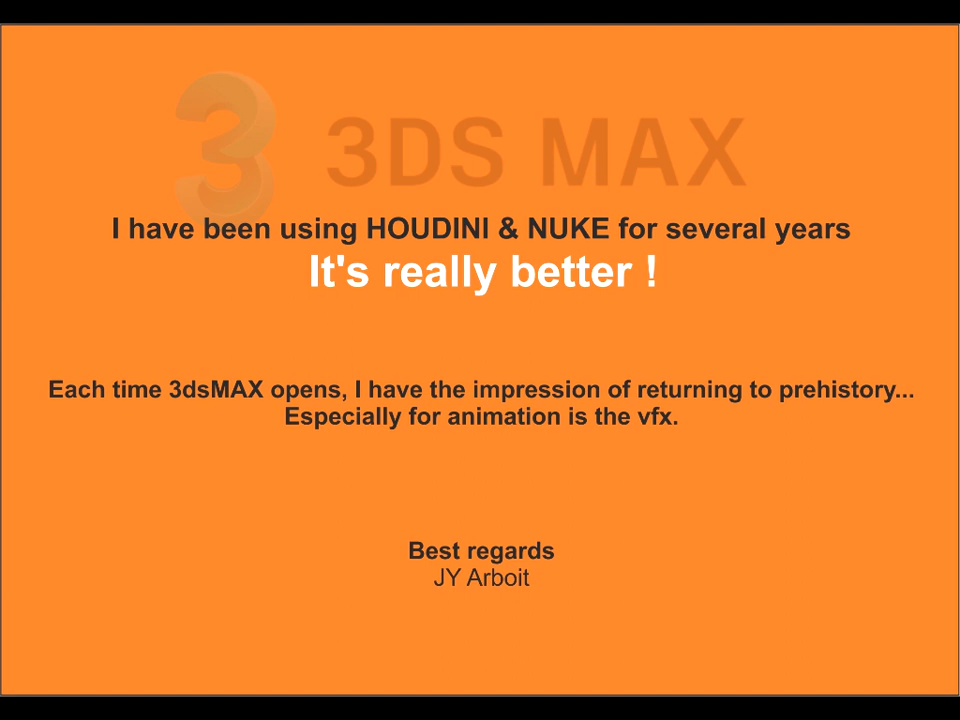 3 3DS MAX
I have been using HOUDINI & NUKE for several years
It's really better !
Each time 3dsMAX opens, I have the impression of returning to prehistory...
Especially for animation is the vfx.
Best regards
JY Arboit